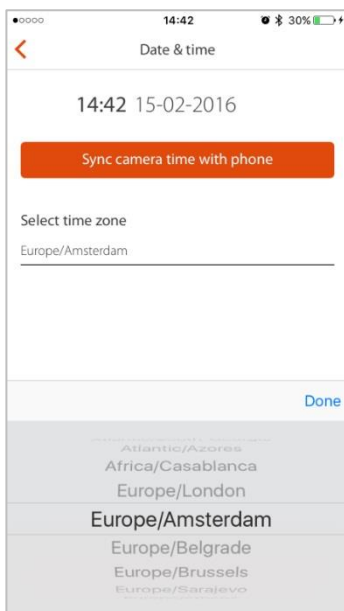 14:42
30%
Date & time
14:42 15-02-2016
Sync camera time with phone
Select time zone
Europe/Amsterdam
Done
Atlantic/Azores
Africa/Casablanca
Europe/London
Europe/Amsterdam
Europe/Belgrade
Europe/Brussels
Europe/Sarajevo